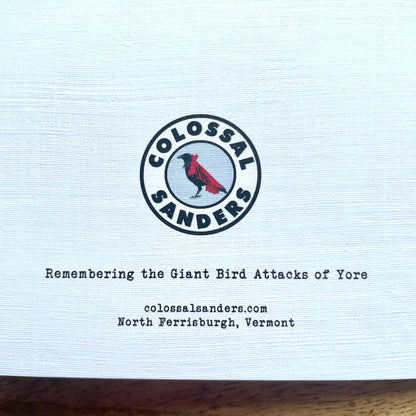 COLOSSAL
SANDERS
Remembering the Giant Bird Attacks of Yore
colossalsanders.com
North Ferrisburgh, Vermont